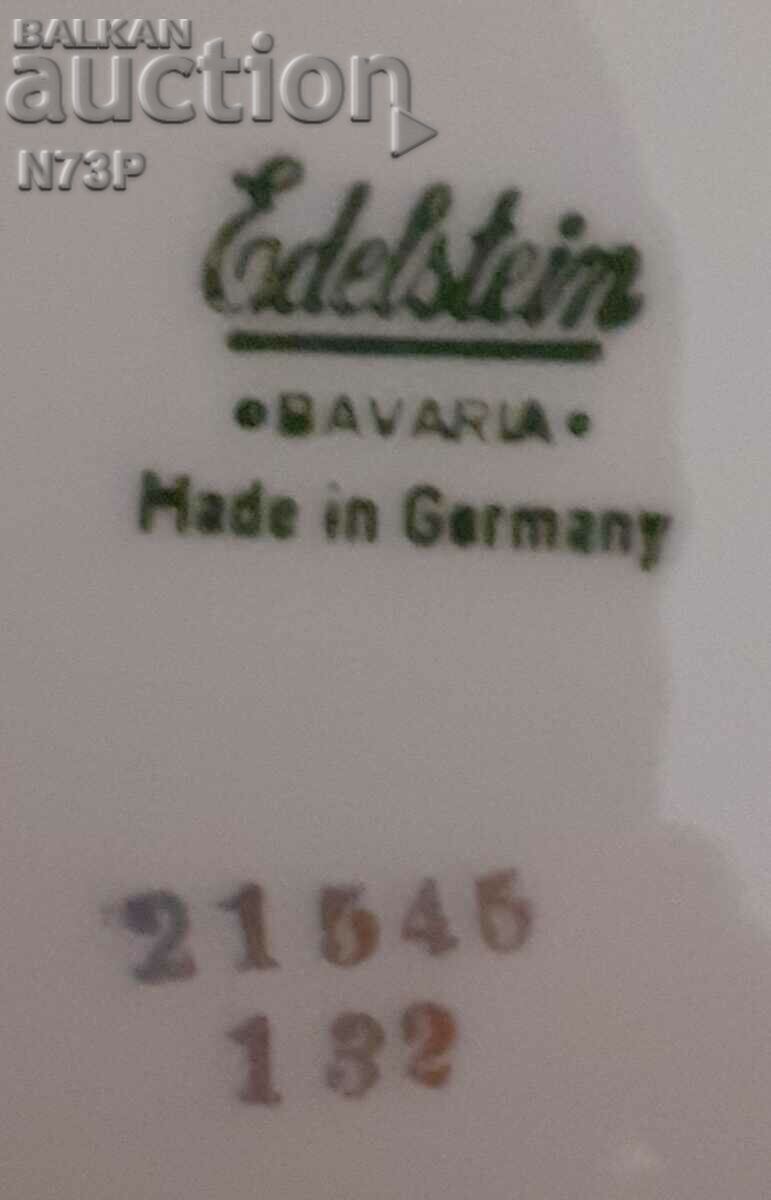 BALKAN
auction
N73P
Edelstein
•BAVARIA•
Made in Germany
21545
132